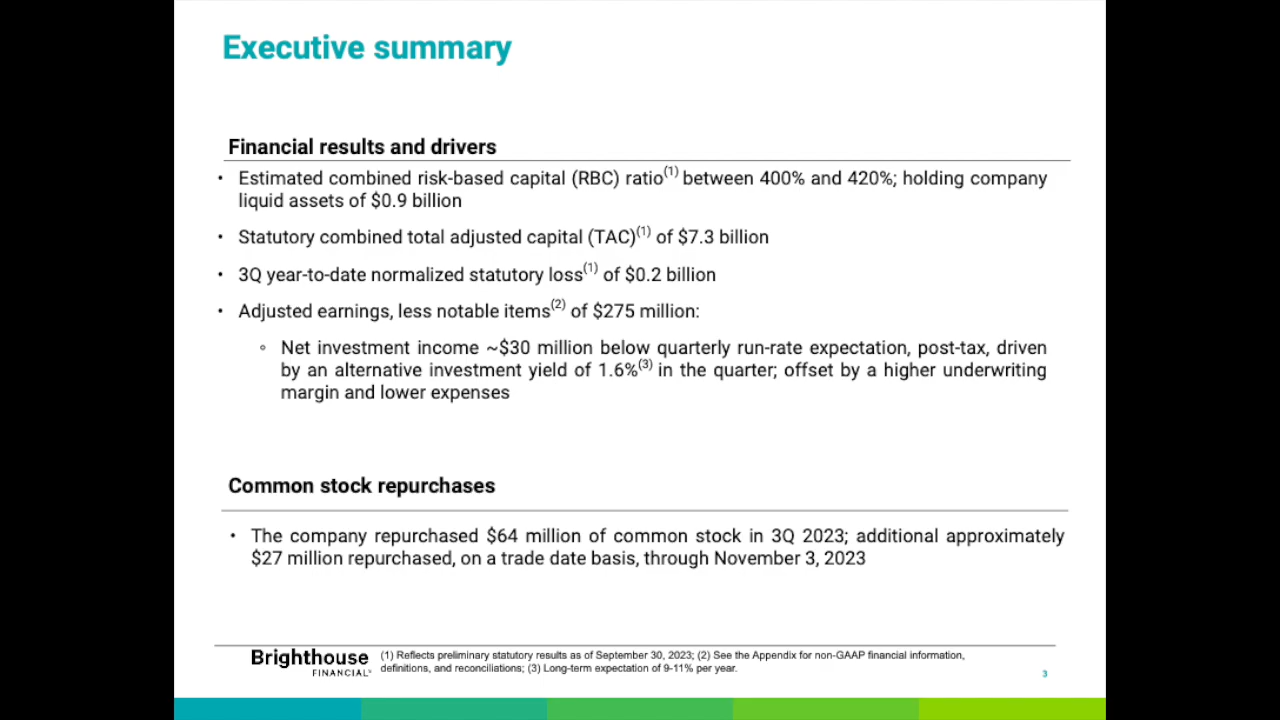 Executive summary
Financial results and drivers
• Estimated combined risk-based capital (RBC) ratio(1) between 400% and 420%; holding company
liquid assets of $0.9 billion
• Statutory combined total adjusted capital (TAC)(1) of $7.3 billion
• 3Q year-to-date normalized statutory loss(1) of $0.2 billion
• Adjusted earnings, less notable items(2) of $275 million:
◦ Net investment income ~$30 million below quarterly run-rate expectation, post-tax, driven
by an alternative investment yield of 1.6%(3) in the quarter; offset by a higher underwriting
margin and lower expenses
Common stock repurchases
• The company repurchased $64 million of common stock in 3Q 2023; additional approximately
$27 million repurchased, on a trade date basis, through November 3, 2023
Brighthouse
FINANCIAL
(1) Reflects preliminary statutory results as of September 30, 2023; (2) See the Appendix for non-GAAP financial information,
definitions, and reconciliations; (3) Long-term expectation of 9-11% per year.
3